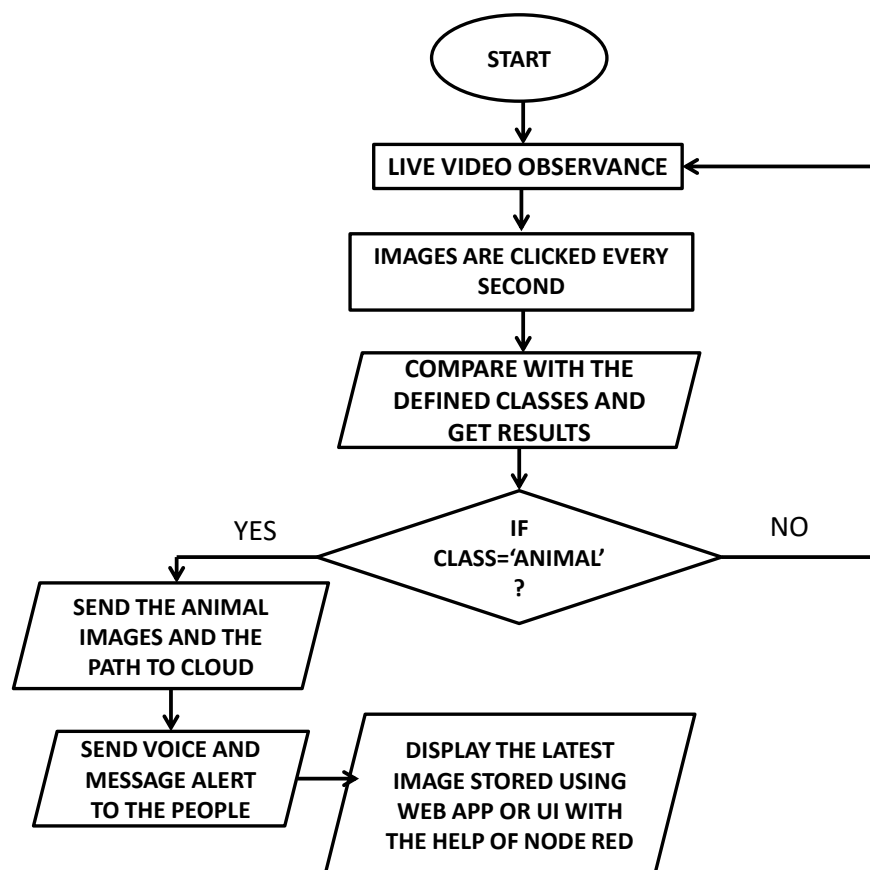 START
LIVE VIDEO OBSERVANCE
IMAGES ARE CLICKED EVERY
SECOND
COMPARE WITH THE
DEFINED CLASSES AND
GET RESULTS
IF
CLASS=‘ANIMAL’
?
YES
NO
SEND THE ANIMAL
IMAGES AND THE
PATH TO CLOUD
SEND VOICE AND
MESSAGE ALERT
TO THE PEOPLE
DISPLAY THE LATEST
IMAGE STORED USING
WEB APP OR UI WITH
THE HELP OF NODE RED